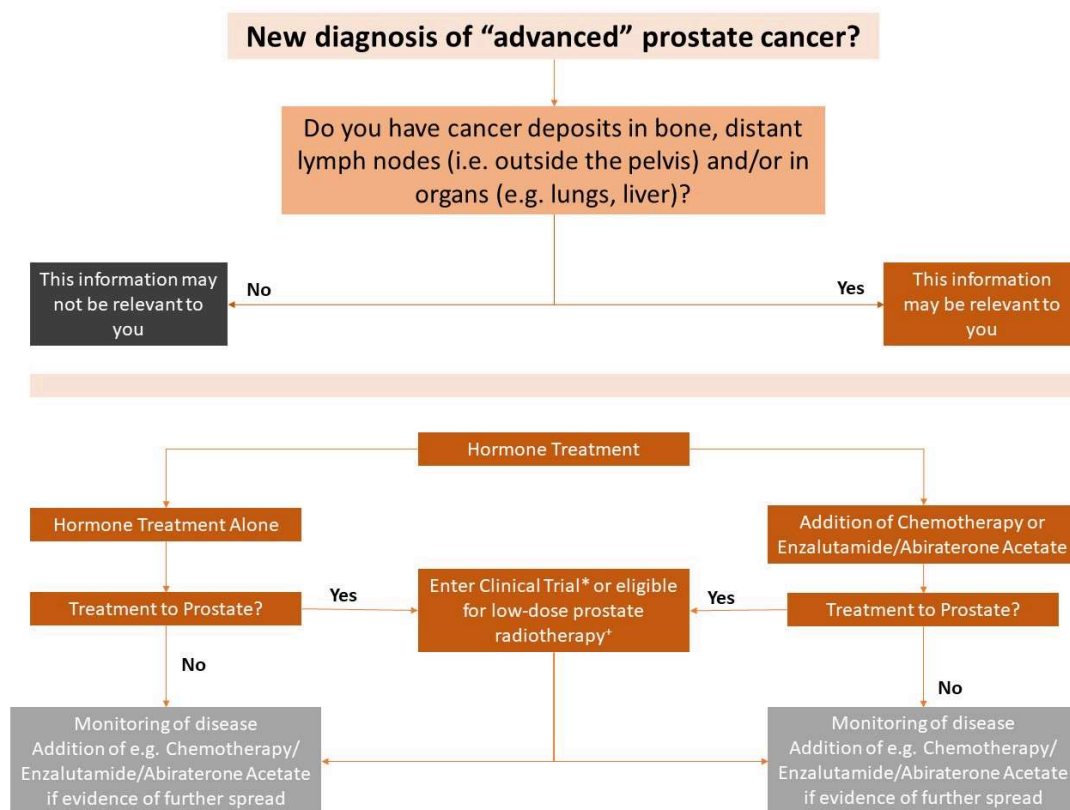 New diagnosis of “advanced” prostate cancer?
Do you have cancer deposits in bone, distant
lymph nodes (i.e. outside the pelvis) and/or in
organs (e.g. lungs, liver)?
This information may
not be relevant to
you
No
Yes
This
information
may be relevant to
you
Hormone Treatment
Hormone Treatment Alone
Addition of Chemotherapy or
Enzalutamide/Abiraterone Acetate
Treatment to Prostate?
Yes
Enter Clinical Trial* or eligible
for low-dose prostate
radiotherapy⁺
Yes
Treatment to Prostate?
No
No
Monitoring of disease
Addition of e.g. Chemotherapy/
Enzalutamide/Abiraterone Acetate
if evidence of further spread
Monitoring of disease
Addition of e.g. Chemotherapy/
Enzalutamide/Abiraterone Acetate
if evidence of further spread